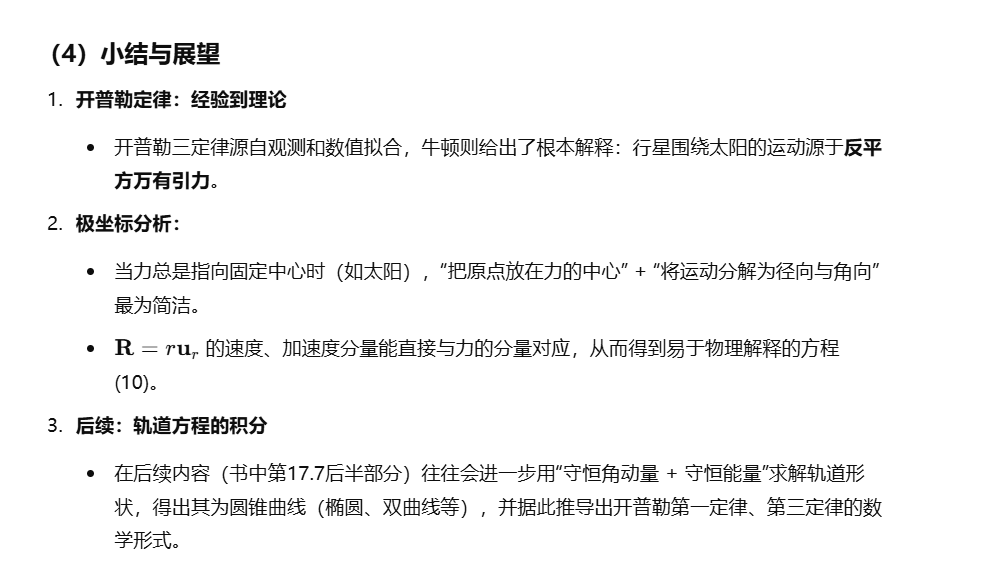 （4）小结与展望
1. 开普勒定律：经验到理论
• 开普勒三定律源自观测和数值拟合，牛顿则给出了根本解释：行星围绕太阳的运动源于反平
方万有引力。
2. 极坐标分析：
• 当力总是指向固定中心时（如太阳），“把原点放在力的中心” + “将运动分解为径向与角向”
最为简洁。
• R = ru_r 的速度、加速度分量能直接与力的分量对应，从而得到易于物理解释的方程
(10)。
3. 后续：轨道方程的积分
• 在后续内容（书中第17.7后半部分）往往会进一步用“守恒角动量 + 守恒能量”求解轨道形
状，得出其为圆锥曲线（椭圆、双曲线等），并据此推导出开普勒第一定律、第三定律的数
学形式。